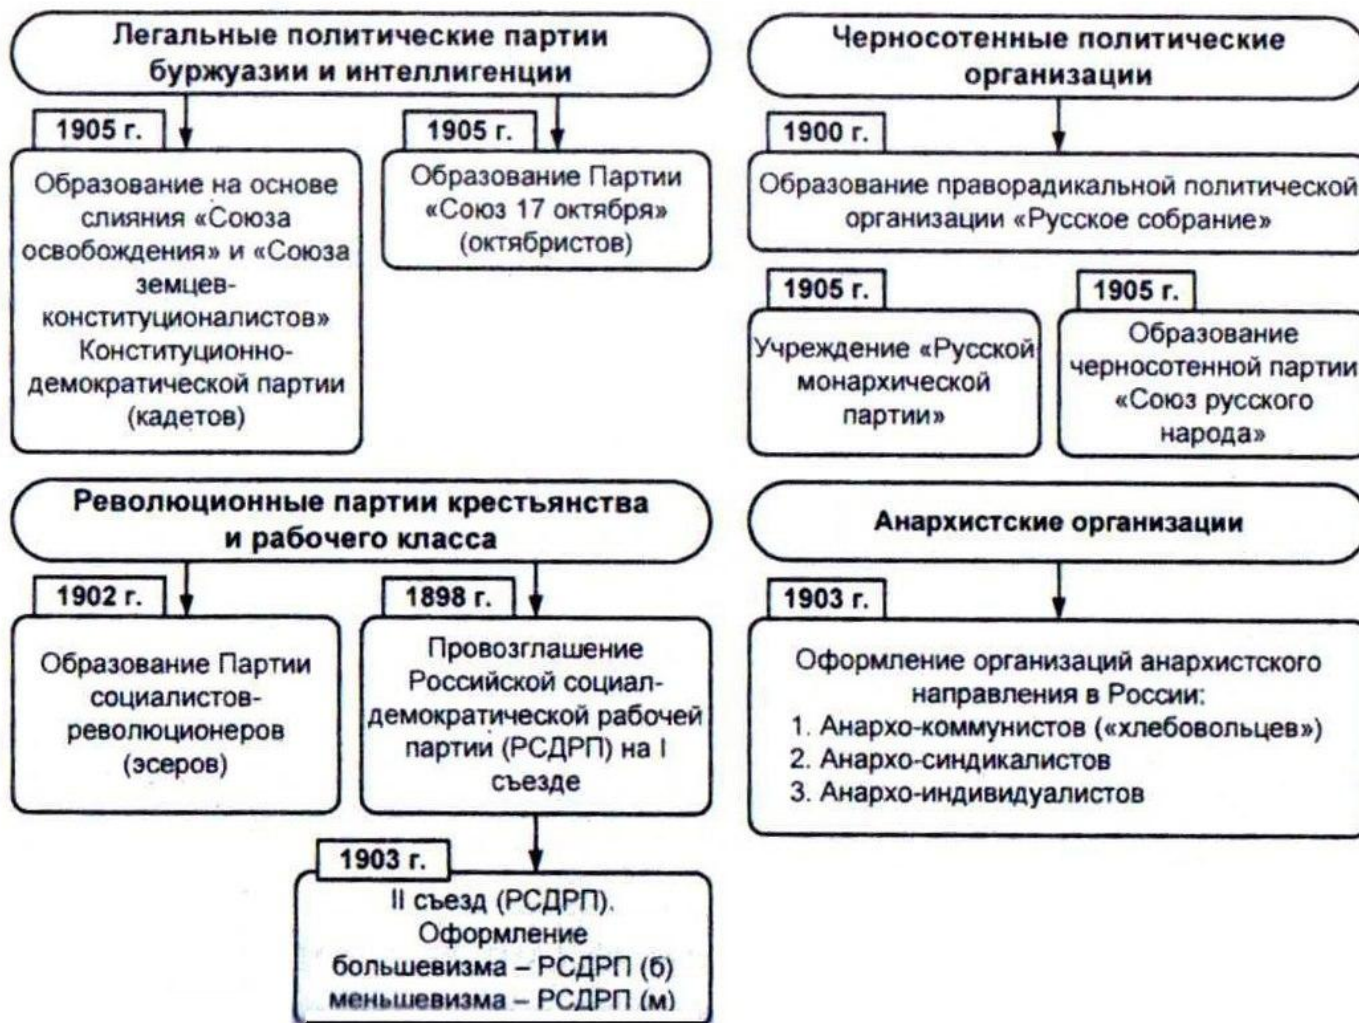 Легальные политические партии
буржуазии и интеллигенции
1905 г.
Образование на основе
слияния «Союза
освобождения» и «Союза
земцев-
конституционалистов»
Конституционно-
демократической партии
(кадетов)
1905 г.
Образование Партии
«Союз 17 октября»
(октябристов)
Черносотенные политические
организации
1900 г.
Образование праворадикальной политической
организации «Русское собрание»
1905 г.
Учреждение «Русской
монархической
партии»
1905 г.
Образование
черносотенной партии
«Союз русского
народа»
Революционные партии крестьянства
и рабочего класса
1902 г.
Образование Партии
социалистов-
революционеров
(эсеров)
1898 г.
Провозглашение
Российской социал-
демократической рабочей
партии (РСДРП) на I
съезде
1903 г.
II съезд (РСДРП).
Оформление
большевизма – РСДРП (б)
меньшевизма – РСДРП (м)
Анархистские организации
1903 г.
Оформление организаций анархистского
направления в России:
1. Анархо-коммунистов («хлебовольцев»)
2. Анархо-синдикалистов
3. Анархо-индивидуалистов